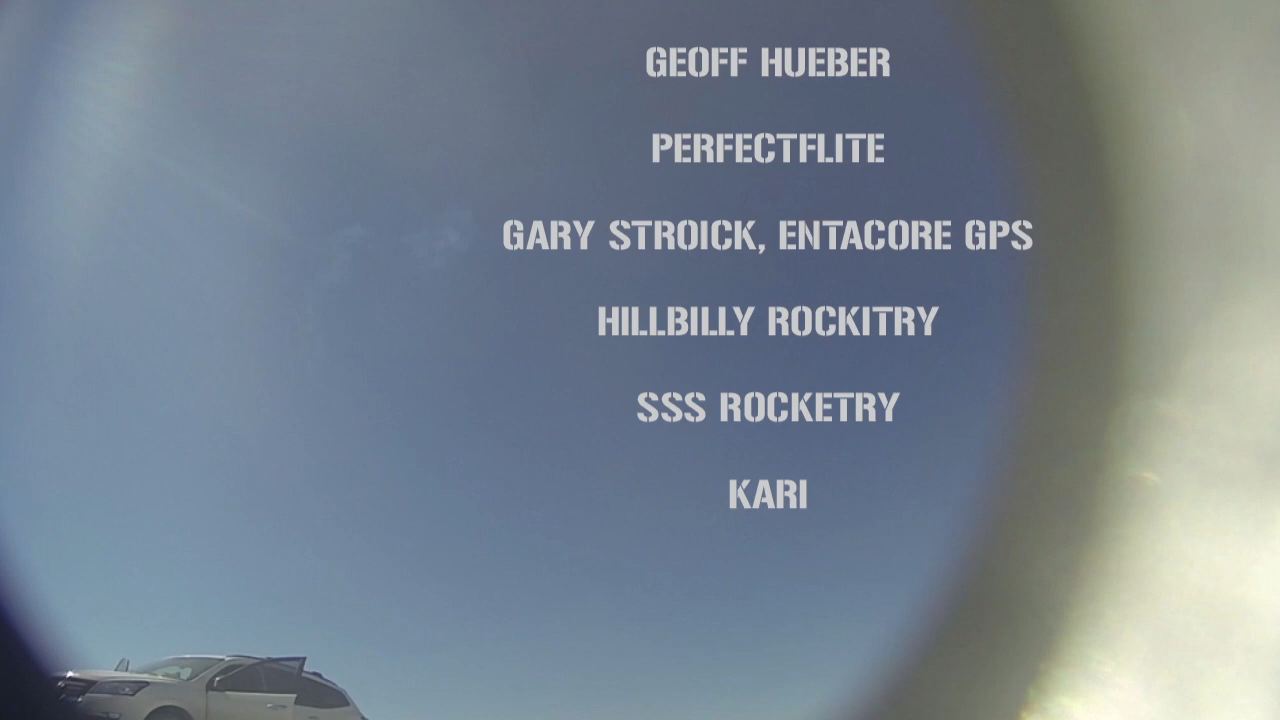 GEOFF HUEBER
PERFECTFLITE
GARY STROICK, ENTACORE GPS
HILLBILLY ROCKITRY
SSS ROCKETRY
KARI